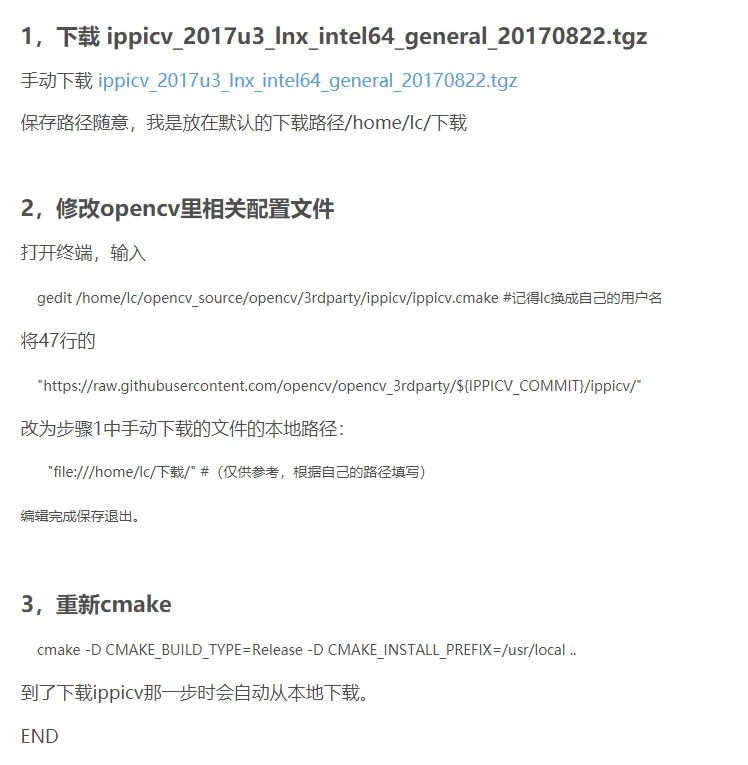 1，下载 ippicv_2017u3_lnx_intel64_general_20170822.tgz
手动下载 ippicv_2017u3_lnx_intel64_general_20170822.tgz
保存路径随意，我是放在默认的下载路径/home/lc/下载
2，修改opencv里相关配置文件
打开终端，输入
gedit /home/lc/opencv_source/opencv/3rdparty/ippicv/ippicv.cmake #记得lc换成自己的用户名
将47行的
"https://raw.githubusercontent.com/opencv/opencv_3rdparty/${IPPICV_COMMIT}/ippicv/"
改为步骤1中手动下载的文件的本地路径：
"file:///home/lc/下载/" #（仅供参考，根据自己的路径填写）
编辑完成保存退出。
3，重新cmake
cmake -D CMAKE_BUILD_TYPE=Release -D CMAKE_INSTALL_PREFIX=/usr/local ..
到了下载ippicv那一步时会自动从本地下载。
END